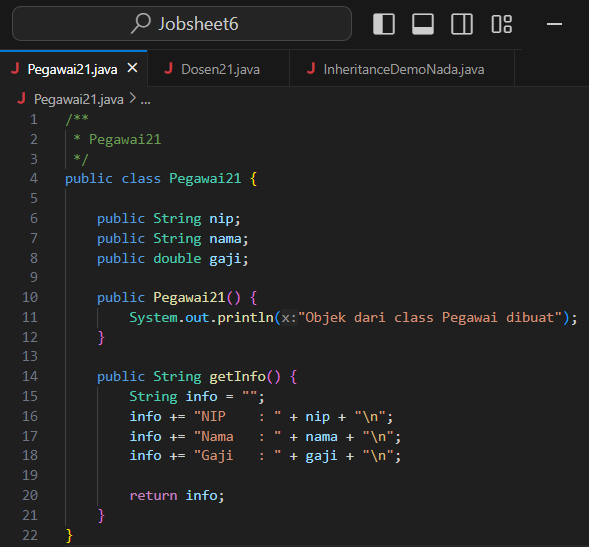 Jobsheet6
Pegawai21.java × Dosen21.java InheritanceDemoNada.java
Pegawai21.java > ...
1 /**
2  * Pegawai21
3  */
4 public class Pegawai21 {
5
6     public String nip;
7     public String nama;
8     public double gaji;
9
10     public Pegawai21() {
11         System.out.println(x:"Objek dari class Pegawai dibuat");
12     }
13
14     public String getInfo() {
15         String info = "";
16         info += "NIP    : " + nip + "\n";
17         info += "Nama   : " + nama + "\n";
18         info += "Gaji   : " + gaji + "\n";
19
20         return info;
21     }
22 }